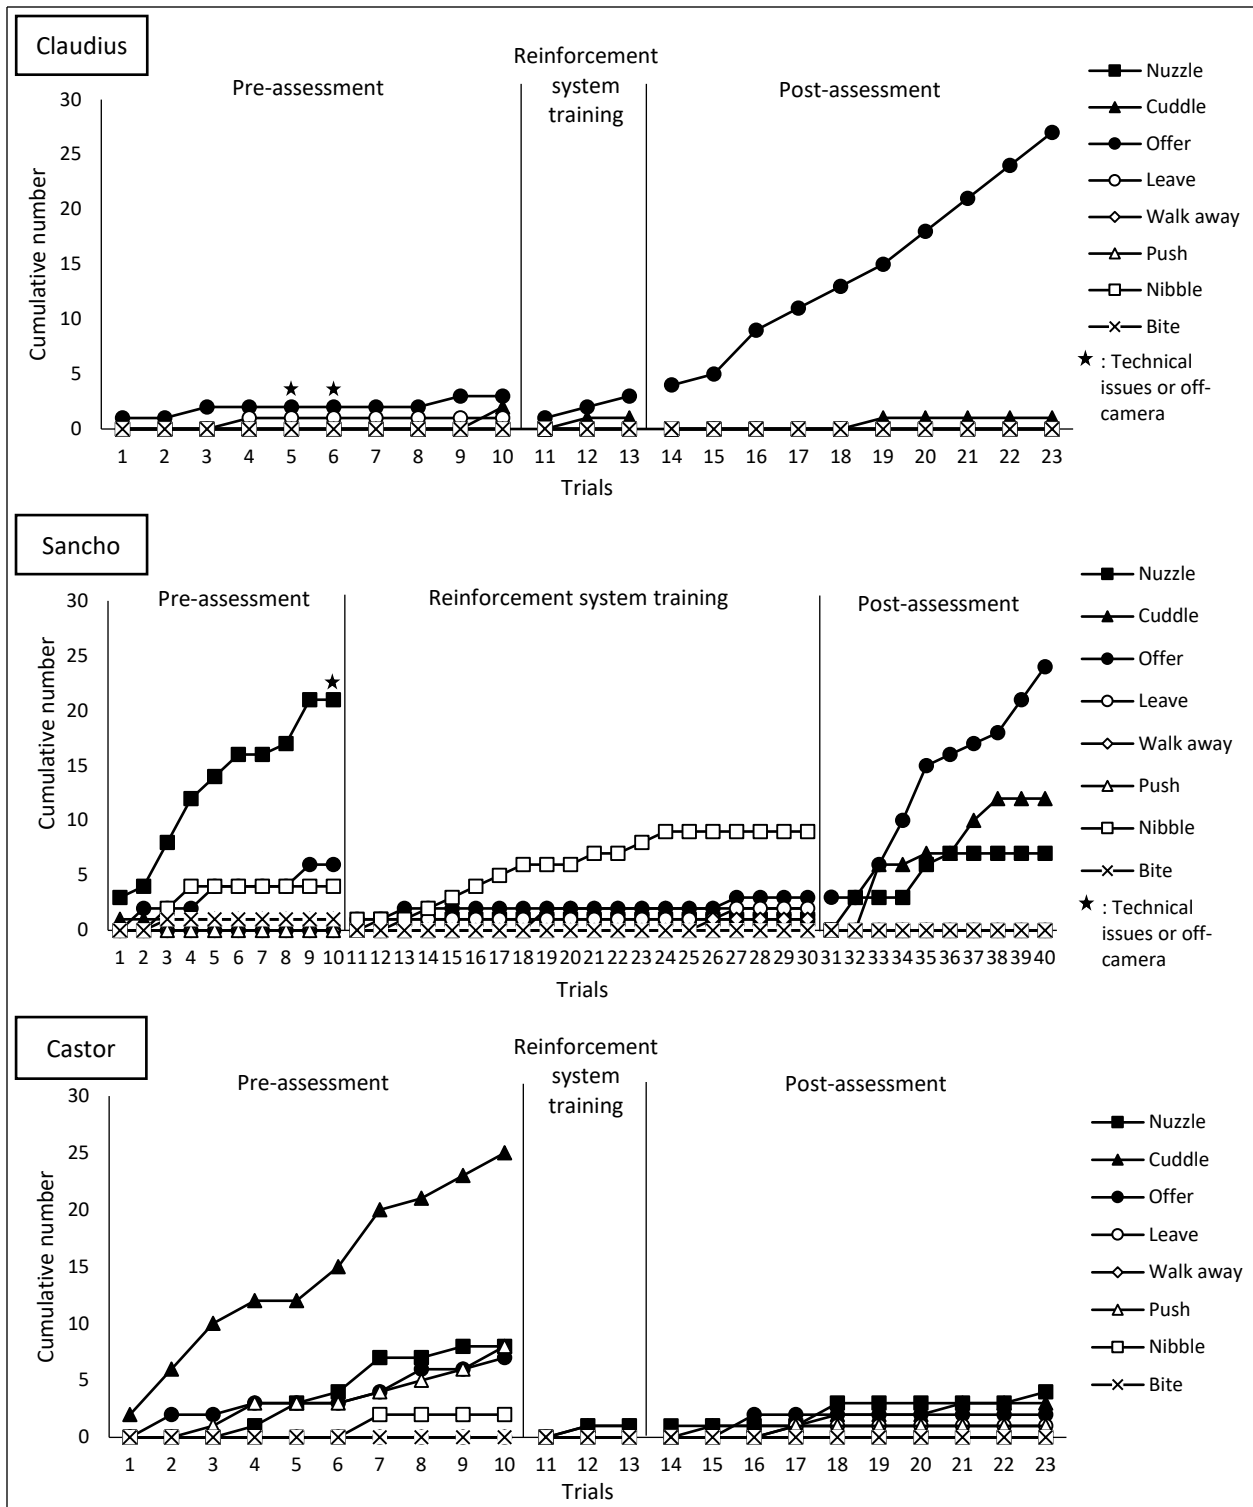 Claudius
Pre-assessment
Reinforcement
system
training
Post-assessment
Cumulative number
30
25
20
15
10
5
0
1 2 3 4 5 6 7 8 9 10 11 12 13 14 15 16 17 18 19 20 21 22 23
Trials
Nuzzle
Cuddle
Offer
Leave
Walk away
Push
Nibble
Bite
★ : Technical
issues or off-
camera
Sancho
Pre-assessment
Reinforcement system training
Post-assessment
Cumulative number
30
25
20
15
10
5
0
1 2 3 4 5 6 7 8 9 10 11 12 13 14 15 16 17 18 19 20 21 22 23 24 25 26 27 28 29 30 31 32 33 34 35 36 37 38 39 40
Trials
Nuzzle
Cuddle
Offer
Leave
Walk away
Push
Nibble
Bite
★ : Technical
issues or off-
camera
Castor
Pre-assessment
Reinforcement
system
training
Post-assessment
Cumulative number
30
25
20
15
10
5
0
1 2 3 4 5 6 7 8 9 10 11 12 13 14 15 16 17 18 19 20 21 22 23
Trials
Nuzzle
Cuddle
Offer
Leave
Walk away
Push
Nibble
Bite